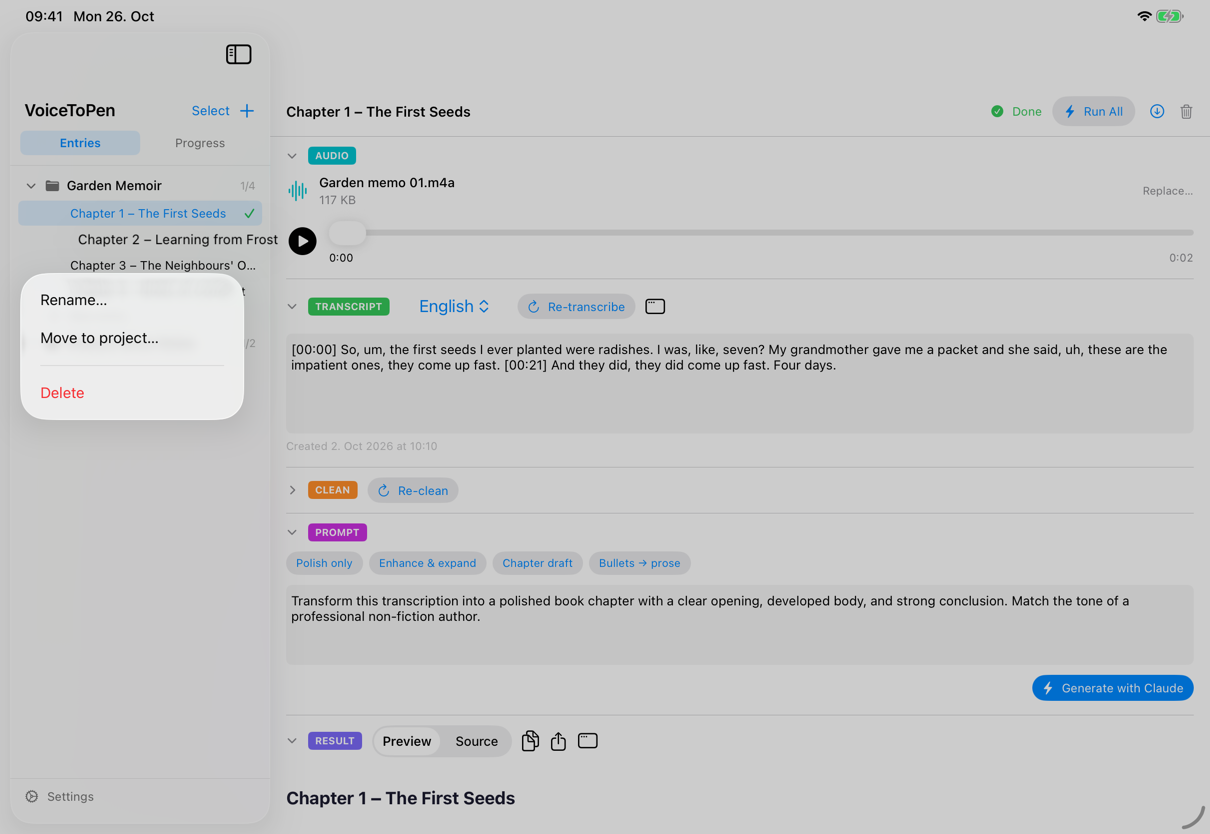 09:41 Mon 26. Oct
VoiceToPen
Select
Entries
Progress
Garden Memoir 1/4
Chapter 1 – The First Seeds
Chapter 2 – Learning from Frost
Chapter 3 – The Neighbours' O...
Rename...
Move to project...
Delete
/2
Settings
Chapter 1 – The First Seeds
Done
Run All
AUDIO
Garden memo 01.m4a
117 KB
Replace...
0:00
0:02
TRANSCRIPT
English
Re-transcribe
[00:00] So, um, the first seeds I ever planted were radishes. I was, like, seven? My grandmother gave me a packet and she said, uh, these are the
impatient ones, they come up fast. [00:21] And they did, they did come up fast. Four days.
Created 2. Oct 2026 at 10:10
CLEAN
Re-clean
PROMPT
Polish only
Enhance & expand
Chapter draft
Bullets → prose
Transform this transcription into a polished book chapter with a clear opening, developed body, and strong conclusion. Match the tone of a
professional non-fiction author.
Generate with Claude
RESULT
Preview
Source
Chapter 1 – The First Seeds